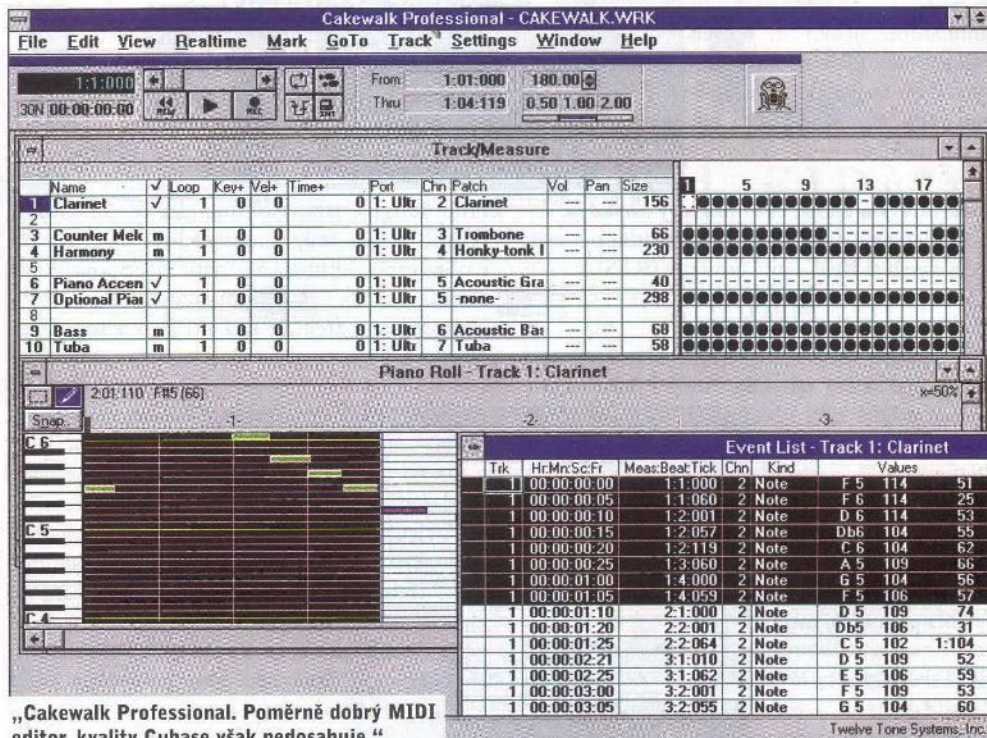 Cakewalk Professional - CAKEWALK.WRK
File Edit View Realtime Mark GoTo Track Settings Window Help
1:1:000 From 1:01:000 180.00
30N 00:00:00:00 REW REC INT Thru 1:04:119 0.50 1.00 2.00
Track/Measure
Name √ Loop Key+ Vel+ Time+ Port Chn Patch Vol Pan Size 1 5 9 13 17
1 Clarinet √ 1 0 0 0 1: Ultr 2 Clarinet --- --- 156
2
3 Counter Melc m 1 0 0 0 1: Ultr 3 Trombone --- --- 66
4 Harmony m 1 0 0 0 1: Ultr 4 Honky-tonk --- --- 230
5
6 Piano Accen √ 1 0 0 0 1: Ultr 5 Acoustic Gra --- --- 40
7 Optional Pia √ 1 0 0 0 1: Ultr 5 -none- --- --- 298
8
9 Bass m 1 0 0 0 1: Ultr 6 Acoustic Bas --- --- 68
10 Tuba m 1 0 0 0 1: Ultr 7 Tuba --- --- 58
Piano Roll - Track 1: Clarinet
2:01:110 F#5 (66) x=50%
Snap.. -1- -2- -3-
C 6
C 5
C 4
Event List - Track 1: Clarinet
Trk Hr:Mn:Sc:Fr Meas:Beat:Tick Chn Kind Values
1 00:00:00:00 1:1:000 2 Note F 5 114 51
1 00:00:00:05 1:1:060 2 Note F 6 114 25
1 00:00:00:10 1:2:001 2 Note D 6 114 53
1 00:00:00:15 1:2:057 2 Note Db6 104 55
1 00:00:00:20 1:2:119 2 Note C 6 104 62
1 00:00:00:25 1:3:060 2 Note A 5 109 66
1 00:00:01:00 1:4:000 2 Note G 5 104 56
1 00:00:01:05 1:4:059 2 Note F 5 106 57
1 00:00:01:10 2:1:000 2 Note D 5 109 74
1 00:00:01:20 2:2:001 2 Note Db5 106 31
1 00:00:01:25 2:2:064 2 Note C 5 102 1:104
1 00:00:02:21 3:1:010 2 Note D 5 109 52
1 00:00:02:25 3:1:062 2 Note E 5 106 59
1 00:00:03:00 3:2:001 2 Note F 5 109 53
1 00:00:03:05 3:2:055 2 Note G 5 104 60
„Cakewalk Professional. Poměrně dobrý MIDI
editor, kvality Cubase však nedosahuje."
Twelve Tone Systems, Inc.